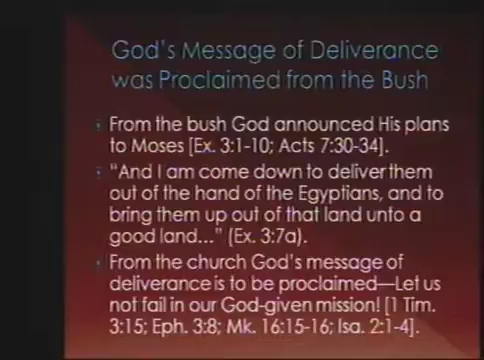 God's Message of Deliverance
was Proclaimed from the Bush
From the bush God announced His plans
to Moses [Ex. 3:1-10; Acts 7:30-34].
"And I am come down to deliver them
out of the hand of the Egyptians, and to
bring them up out of that land unto a
good land..." (Ex. 3:7a).
From the church God's message of
deliverance is to be proclaimed—Let us
not fail in our God-given mission! [1 Tim.
3:15; Eph. 3:8; Mk. 16:15-16; Isa. 2:1-4].